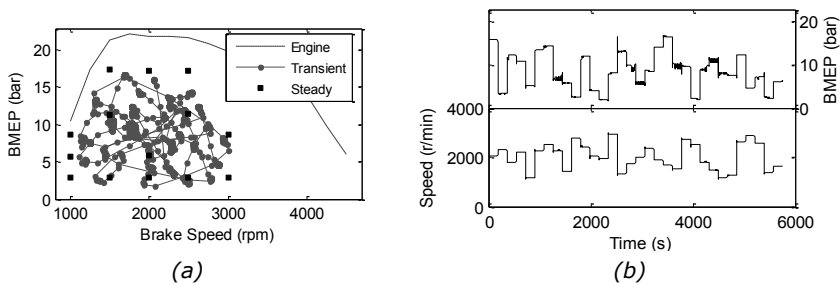 20
15
10
5
0
BMEP (bar)
1000
2000
3000
4000
Brake Speed (rpm)
Engine
Transient
Steady
(a)
20
10
0
BMEP (bar)
4000
2000
0
Speed (r/min)
0
2000
4000
6000
Time (s)
(b)